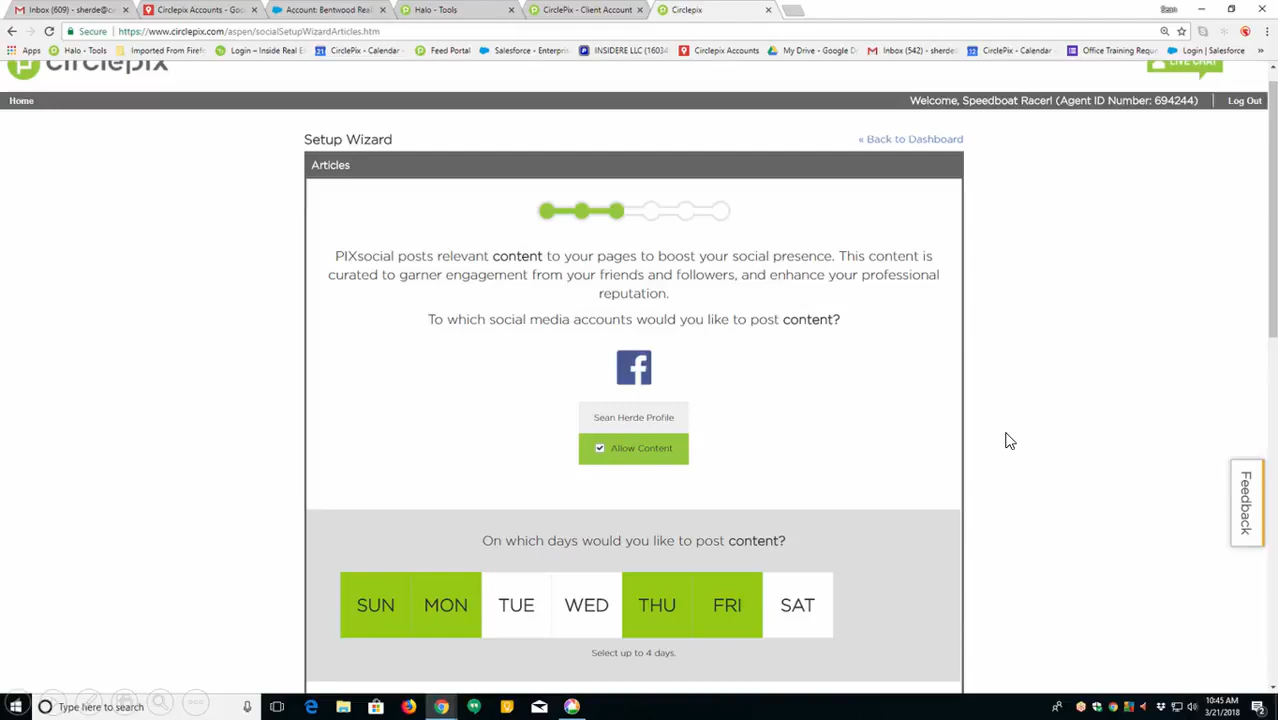 Inbox (609) - sherde@c
Circlepix Accounts - Goo
Account: Bentwood Real
Halo - Tools
CirclePix - Client Account
Circlepix
Sean
Secure https://www.circlepix.com/aspen/socialSetupWizardArticles.htm
Apps
Halo - Tools
Imported From Firef
Login – Inside Real Es
CirclePix - Calendar
Feed Portal
Salesforce - Enterpris
INSIDERE LLC (16034
Circlepix Accounts
My Drive - Google D
Inbox (542) - sherde
CirclePix - Calendar
Office Training Requ
Login | Salesforce
circlepix
LIVE CHAT
Home
Welcome, Speedboat Racer! (Agent ID Number: 694244)
Log Out
Setup Wizard
« Back to Dashboard
Articles
PIXsocial posts relevant content to your pages to boost your social presence. This content is
curated to garner engagement from your friends and followers, and enhance your professional
reputation.
To which social media accounts would you like to post content?
Sean Herde Profile
Allow Content
Feedback
On which days would you like to post content?
SUN MON TUE WED THU FRI SAT
Select up to 4 days.
Type here to search
10:45 AM
3/21/2018